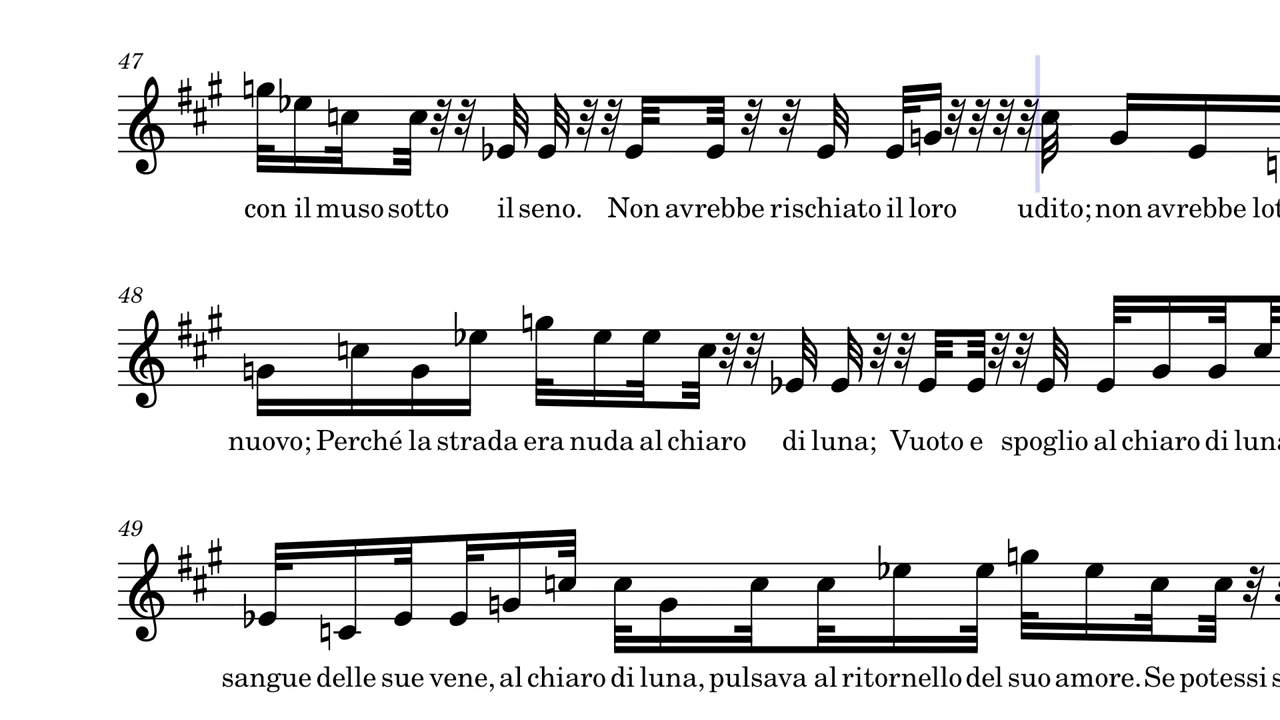 47
con il muso sotto il seno. Non avrebbe rischiato il loro udito; non avrebbe
48
nuovo; Perché la strada era nuda al chiaro di luna; Vuoto e spoglio al chiaro di
49
sangue delle sue vene, al chiaro di luna, pulsava al ritornello del suo amore. Se potessi